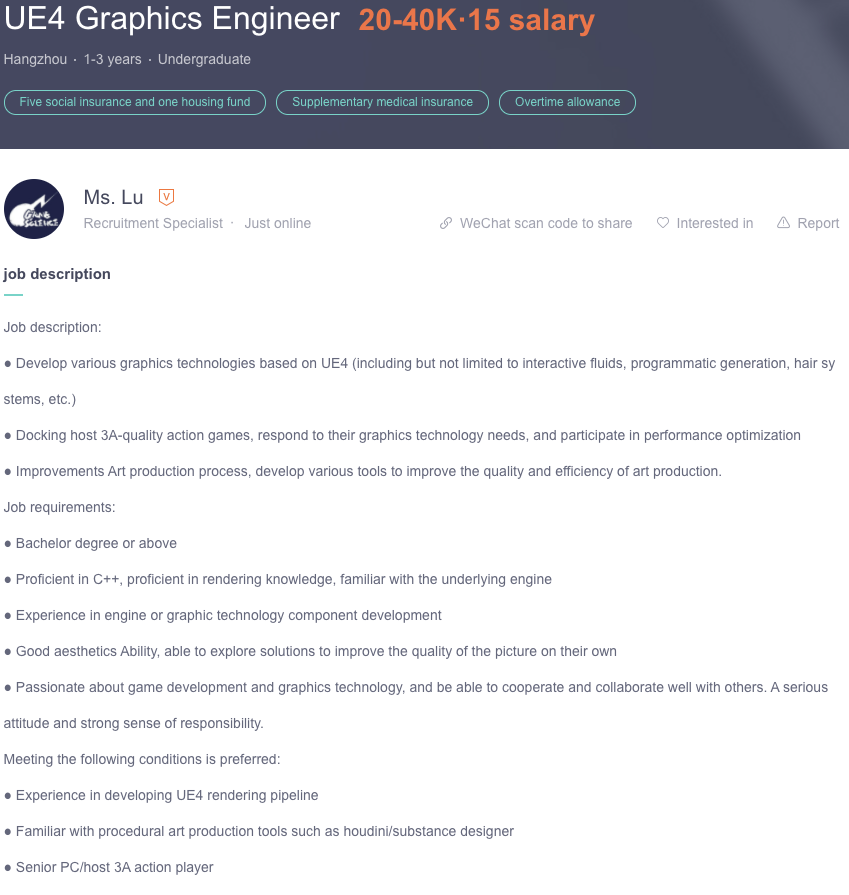 UE4 Graphics Engineer 20-40K·15 salary
Hangzhou · 1-3 years · Undergraduate
Five social insurance and one housing fund Supplementary medical insurance Overtime allowance
Ms. Lu V
GAME SCIENCE
Recruitment Specialist · Just online WeChat scan code to share Interested in Report
job description
Job description:
● Develop various graphics technologies based on UE4 (including but not limited to interactive fluids, programmatic generation, hair sy
stems, etc.)
● Docking host 3A-quality action games, respond to their graphics technology needs, and participate in performance optimization
● Improvements Art production process, develop various tools to improve the quality and efficiency of art production.
Job requirements:
● Bachelor degree or above
● Proficient in C++, proficient in rendering knowledge, familiar with the underlying engine
● Experience in engine or graphic technology component development
● Good aesthetics Ability, able to explore solutions to improve the quality of the picture on their own
● Passionate about game development and graphics technology, and be able to cooperate and collaborate well with others. A serious
attitude and strong sense of responsibility.
Meeting the following conditions is preferred:
● Experience in developing UE4 rendering pipeline
● Familiar with procedural art production tools such as houdini/substance designer
● Senior PC/host 3A action player